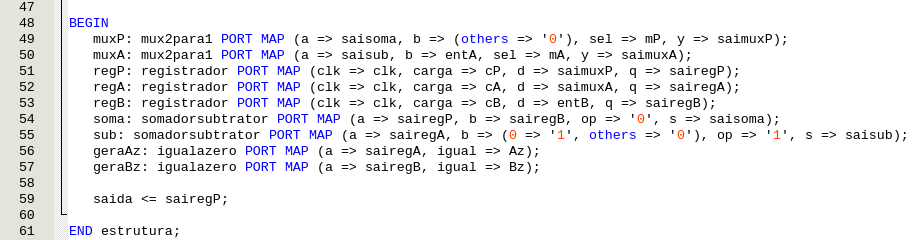 47
48 BEGIN
49 muxP: mux2para1 PORT MAP (a => saisoma, b => (others => '0'), sel => mP, y => saimuxP);
50 muxA: mux2para1 PORT MAP (a => saisub, b => entA, sel => mA, y => saimuxA);
51 regP: registrador PORT MAP (clk => clk, carga => cP, d => saimuxP, q => sairegP);
52 regA: registrador PORT MAP (clk => clk, carga => cA, d => saimuxA, q => sairegA);
53 regB: registrador PORT MAP (clk => clk, carga => cB, d => entB, q => sairegB);
54 soma: somadorsubtrator PORT MAP (a => sairegP, b => sairegB, op => '0', s => saisoma);
55 sub: somadorsubtrator PORT MAP (a => sairegA, b => (0 => '1', others => '0'), op => '1', s => saisub);
56 geraAz: igualazero PORT MAP (a => sairegA, igual => Az);
57 geraBz: igualazero PORT MAP (a => sairegB, igual => Bz);
58
59 saida <= sairegP;
60
61 END estrutura;